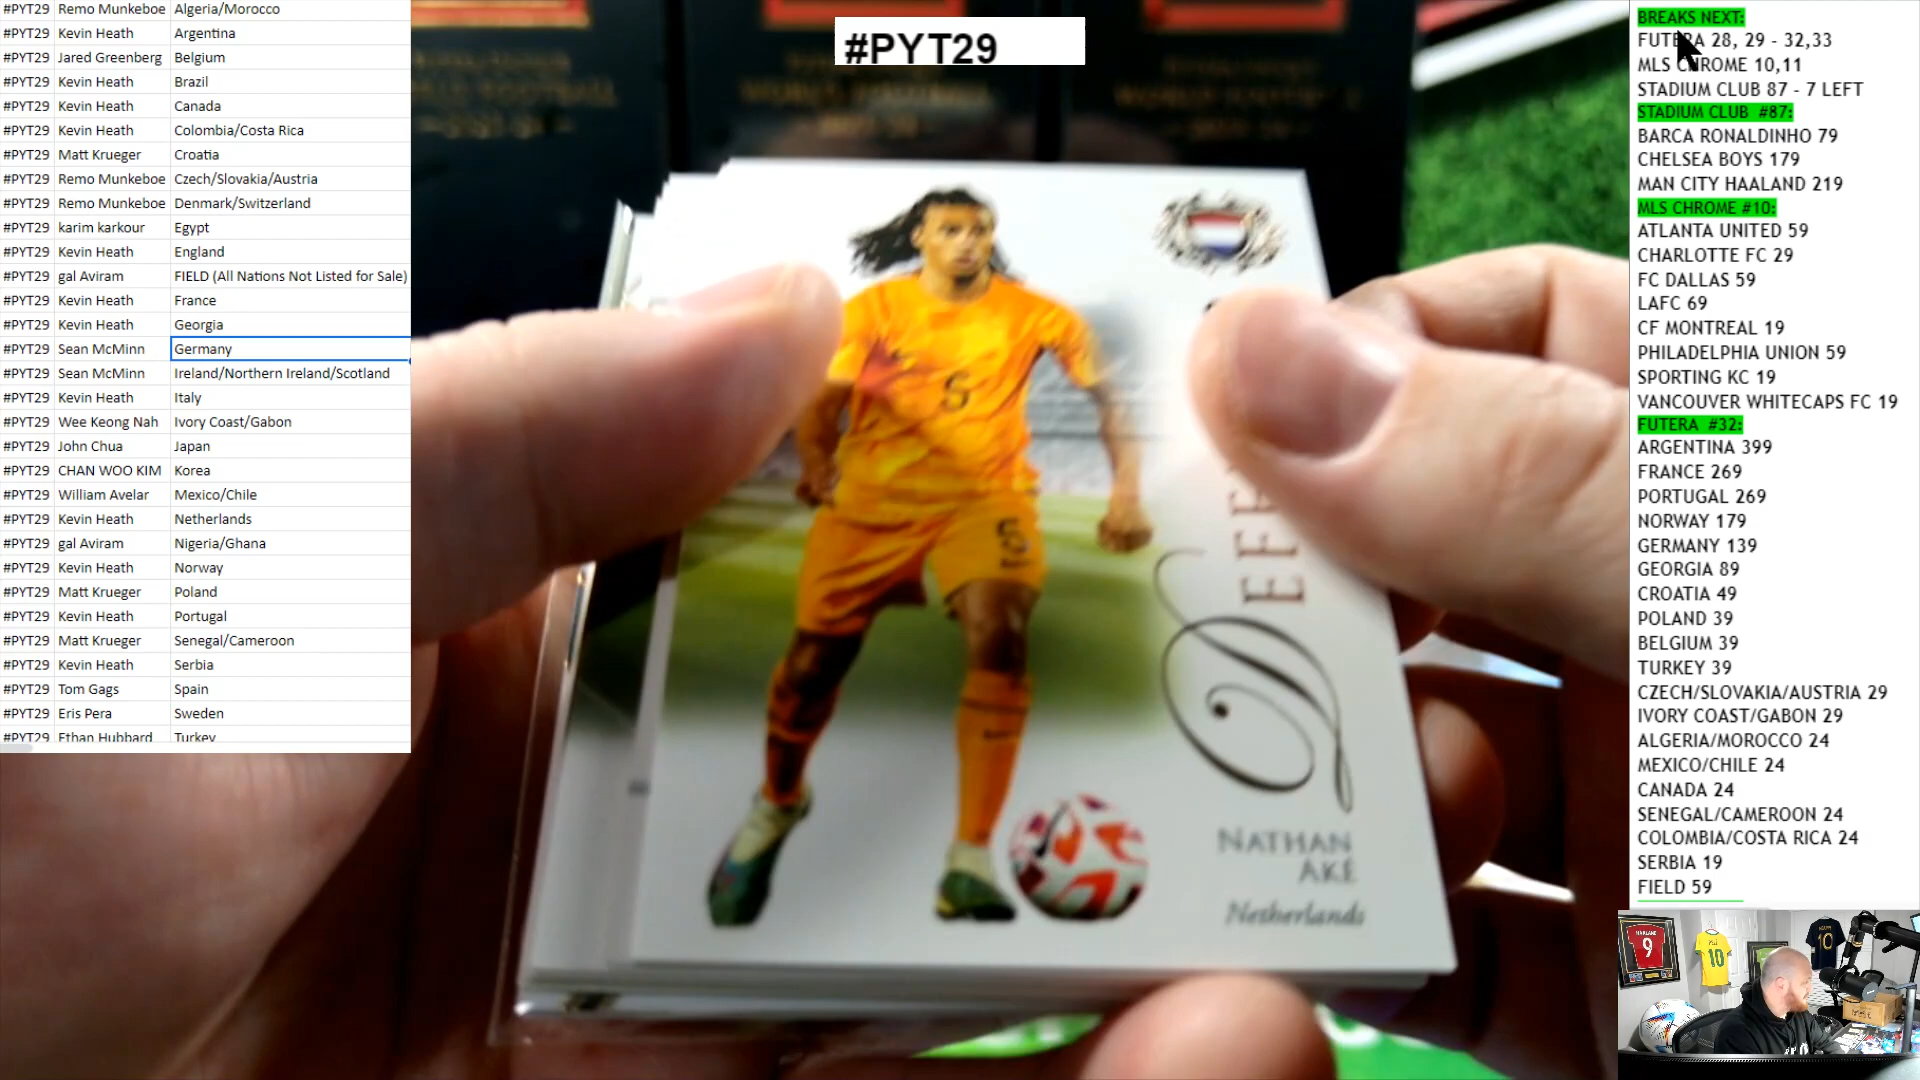 #PYT29 Remo Munkeboe Algeria/Morocco
#PYT29 Kevin Heath Argentina
#PYT29 Jared Greenberg Belgium
#PYT29 Kevin Heath Brazil
#PYT29 Kevin Heath Canada
#PYT29 Kevin Heath Colombia/Costa Rica
#PYT29 Matt Krueger Croatia
#PYT29 Remo Munkeboe Czech/Slovakia/Austria
#PYT29 Remo Munkeboe Denmark/Switzerland
#PYT29 karim karkour Egypt
#PYT29 Kevin Heath England
#PYT29 gal Aviram FIELD (All Nations Not Listed for Sale)
#PYT29 Kevin Heath France
#PYT29 Kevin Heath Georgia
#PYT29 Sean McMinn Germany
#PYT29 Sean McMinn Ireland/Northern Ireland/Scotland
#PYT29 Kevin Heath Italy
#PYT29 Wee Keong Nah Ivory Coast/Gabon
#PYT29 John Chua Japan
#PYT29 CHAN WOO KIM Korea
#PYT29 William Avelar Mexico/Chile
#PYT29 Kevin Heath Netherlands
#PYT29 gal Aviram Nigeria/Ghana
#PYT29 Kevin Heath Norway
#PYT29 Matt Krueger Poland
#PYT29 Kevin Heath Portugal
#PYT29 Matt Krueger Senegal/Cameroon
#PYT29 Kevin Heath Serbia
#PYT29 Tom Gags Spain
#PYT29 Eris Pera Sweden
#PYT29 Ethan Hubbard Turkey
#PYT29
5
5
NATHAN
AKÉ
Netherlands
BREAKS NEXT:
FUTERA 28, 29 - 32,33
MLS CHROME 10,11
STADIUM CLUB 87 - 7 LEFT
STADIUM CLUB #87:
BARCA RONALDINHO 79
CHELSEA BOYS 179
MAN CITY HAALAND 219
MLS CHROME #10:
ATLANTA UNITED 59
CHARLOTTE FC 29
FC DALLAS 59
LAFC 69
CF MONTREAL 19
PHILADELPHIA UNION 59
SPORTING KC 19
VANCOUVER WHITECAPS FC 19
FUTERA #32:
ARGENTINA 399
FRANCE 269
PORTUGAL 269
NORWAY 179
GERMANY 139
GEORGIA 89
CROATIA 49
POLAND 39
BELGIUM 39
TURKEY 39
CZECH/SLOVAKIA/AUSTRIA 29
IVORY COAST/GABON 29
ALGERIA/MOROCCO 24
MEXICO/CHILE 24
CANADA 24
SENEGAL/CAMEROON 24
COLOMBIA/COSTA RICA 24
SERBIA 19
FIELD 59
9
10
10